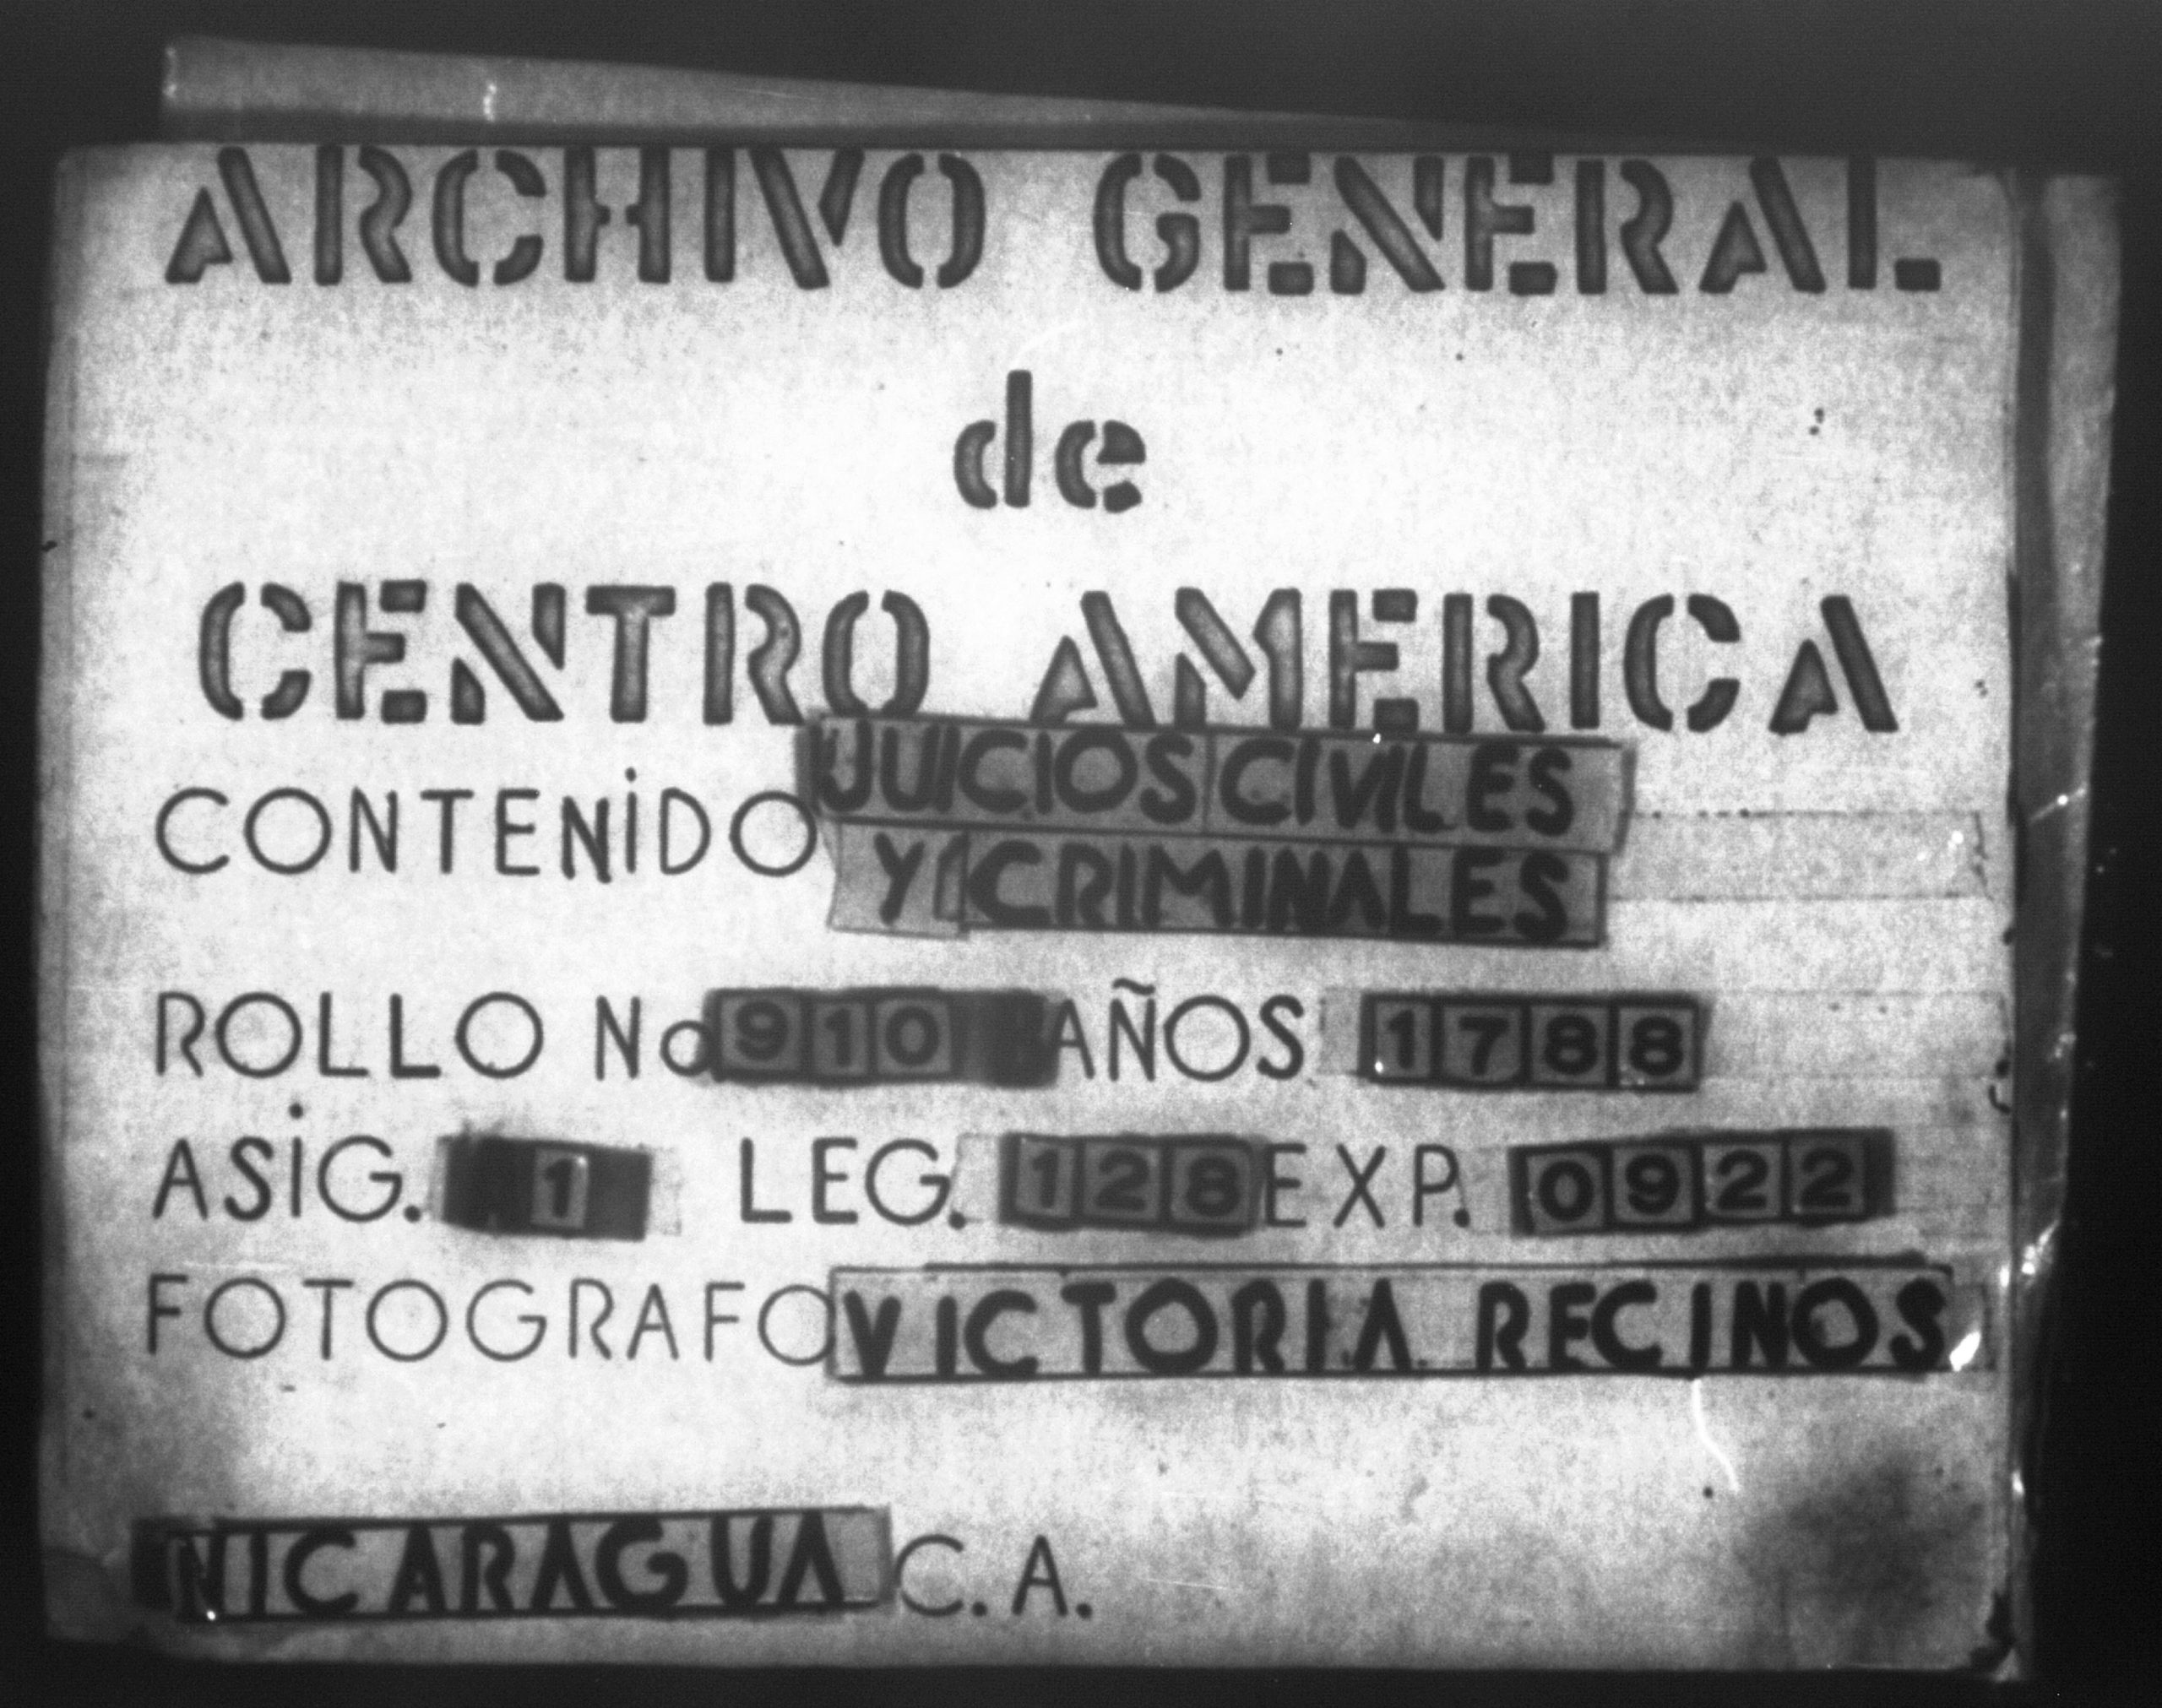 ARCHIVO GENERAL
de
CENTRO AMERICA
CONTENIDO JUICIOS CIVILES
Y CRIMINALES
ROLLO No 910 AÑOS 1788
ASIG. 1 LEG. 128 EXP. 0922
FOTOGRAFO VICTORIA RECINOS
NICARAGUA C.A.